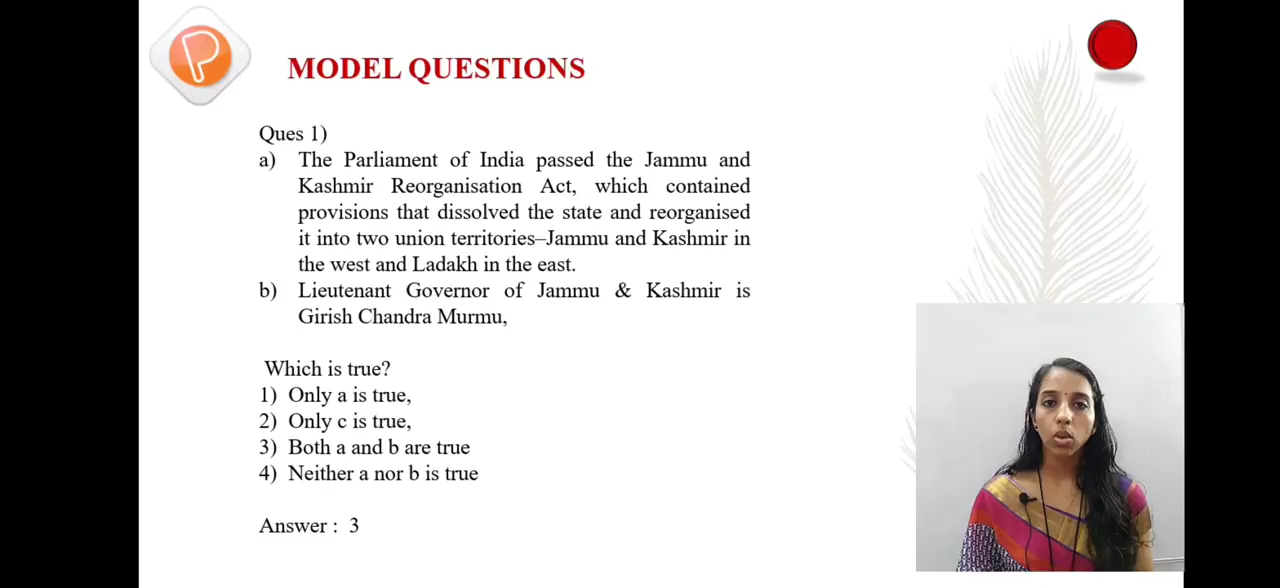 P
MODEL QUESTIONS
Ques 1)
a) The Parliament of India passed the Jammu and
Kashmir Reorganisation Act, which contained
provisions that dissolved the state and reorganised
it into two union territories–Jammu and Kashmir in
the west and Ladakh in the east.
b) Lieutenant Governor of Jammu & Kashmir is
Girish Chandra Murmu,
Which is true?
1) Only a is true,
2) Only c is true,
3) Both a and b are true
4) Neither a nor b is true
Answer : 3